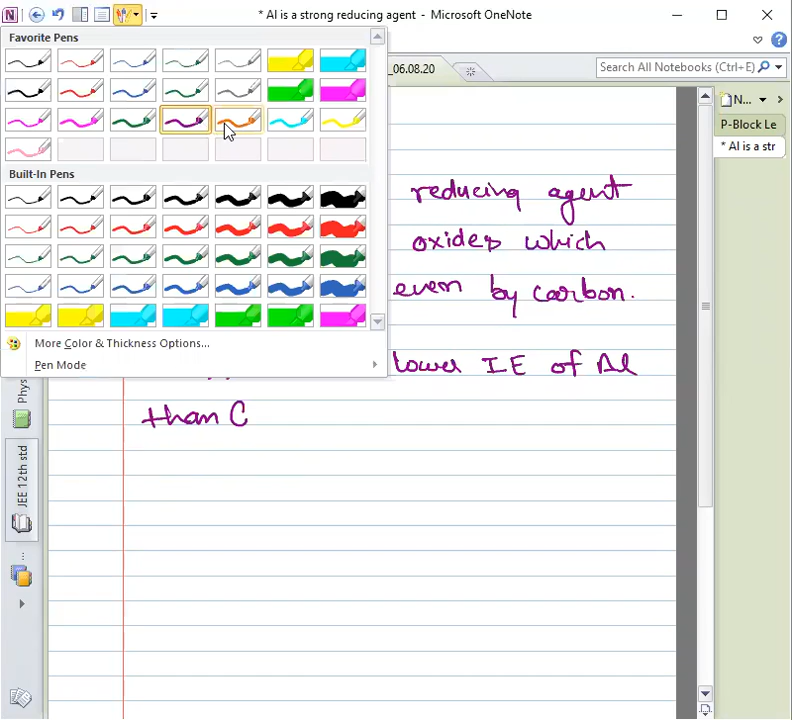 * Al is a strong reducing agent - Microsoft OneNote
Favorite Pens
_06.08.20
Search All Notebooks (Ctrl+E)
N...
P-Block Le
* Al is a str
reducing agent
oxides which
even by carbon.
Built-In Pens
More Color & Thickness Options...
Pen Mode
lower IE of Al
than C
Phys
JEE 12th std